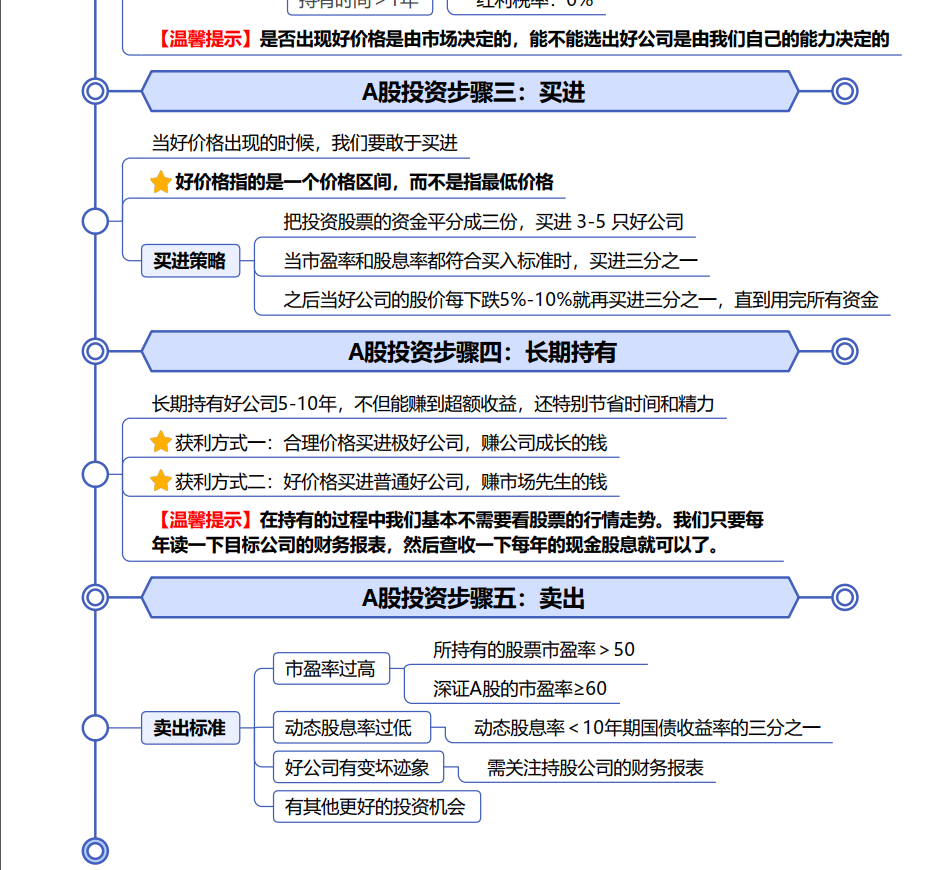 持有时间＞1年
红利税率：0%
【温馨提示】是否出现好价格是由市场决定的，能不能选出好公司是由我们自己的能力决定的
A股投资步骤三：买进
当好价格出现的时候，我们要敢于买进
好价格指的是一个价格区间，而不是指最低价格
买进策略
把投资股票的资金平分成三份，买进 3-5 只好公司
当市盈率和股息率都符合买入标准时，买进三分之一
之后当好公司的股价每下跌5%-10%就再买进三分之一，直到用完所有资金
A股投资步骤四：长期持有
长期持有好公司5-10年，不但能赚到超额收益，还特别节省时间和精力
获利方式一：合理价格买进极好公司，赚公司成长的钱
获利方式二：好价格买进普通好公司，赚市场先生的钱
【温馨提示】在持有的过程中我们基本不需要看股票的行情走势。我们只要每
年读一下目标公司的财务报表，然后查收一下每年的现金股息就可以了。
A股投资步骤五：卖出
卖出标准
市盈率过高
所持有的股票市盈率＞50
深证A股的市盈率≥60
动态股息率过低
动态股息率＜10年期国债收益率的三分之一
好公司有变坏迹象
需关注持股公司的财务报表
有其他更好的投资机会